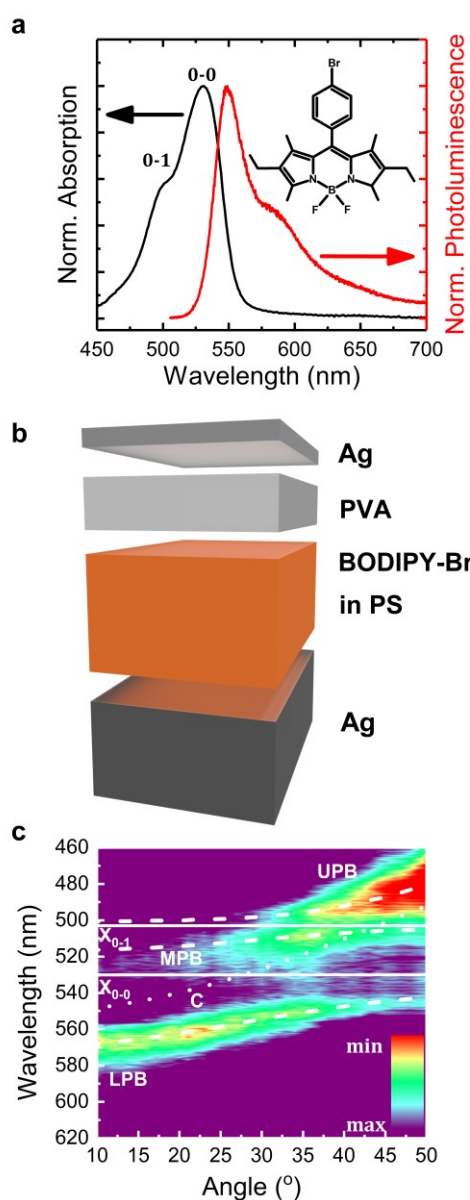 a
0-0
0-1
Norm. Absorption
Norm. Photoluminescence
Br
N
N
B
F
F
450
500
550
600
650
700
Wavelength (nm)
b
Ag
PVA
BODIPY-Br
in PS
Ag
c
460
480
500
520
540
560
580
600
620
Wavelength (nm)
UPB
X0-1
MPB
X0-0
C
LPB
min
max
10
15
20
25
30
35
40
45
50
Angle (º)